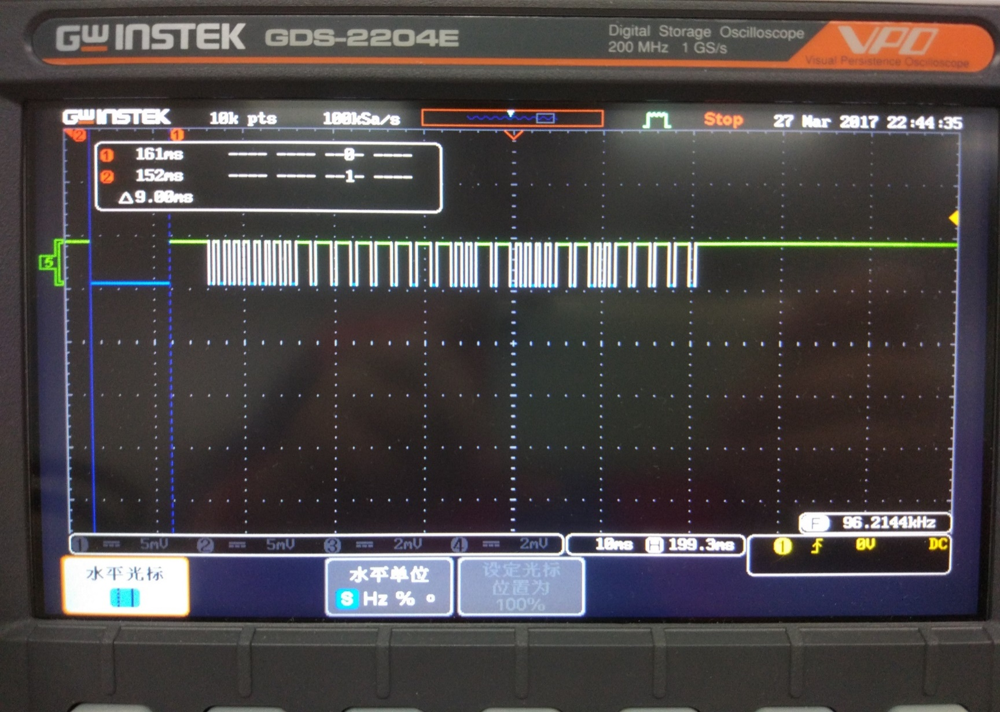 GW INSTEK GDS-2204E
Digital Storage Oscilloscope
200 MHz 1 GS/s
VPO
Visual Persistence Oscilloscope
GW INSTEK 10k pts 100kSa/s Stop 27 Mar 2017 22:44:35
2 1
1 161ms ---- ---- --0- ----
2 152ms ---- ---- --1- ----
△9.00ms
5
F 96.2144kHz
1 5mV 2 5mV 3 2mV 4 2mV 10ms H 199.3ms 1 0V DC
水平光标
水平单位
S Hz % °
设定光标
位置为
100%